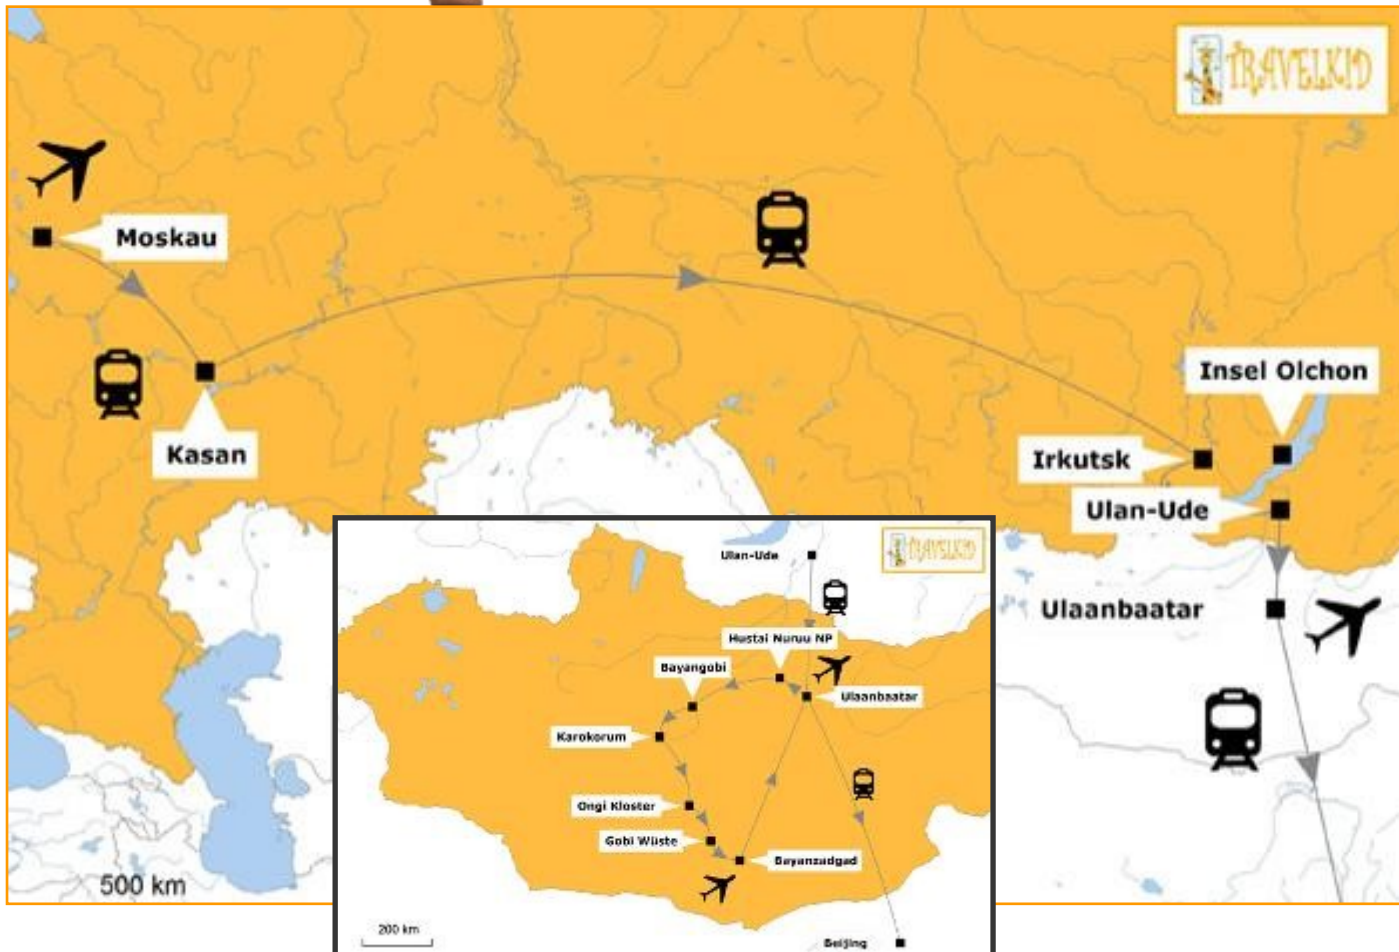 TRAVELKID
Moskau
Kasan
Insel Olchon
Irkutsk
Ulan-Ude
Ulaanbaatar
500 km
TRAVELKID
Ulan-Ude
Hustai Nuruu NP
Bayangobi
Ulaanbaatar
Karokorum
Ongi Kloster
Gobi Wüste
Bayanzadgad
200 km
Beijing